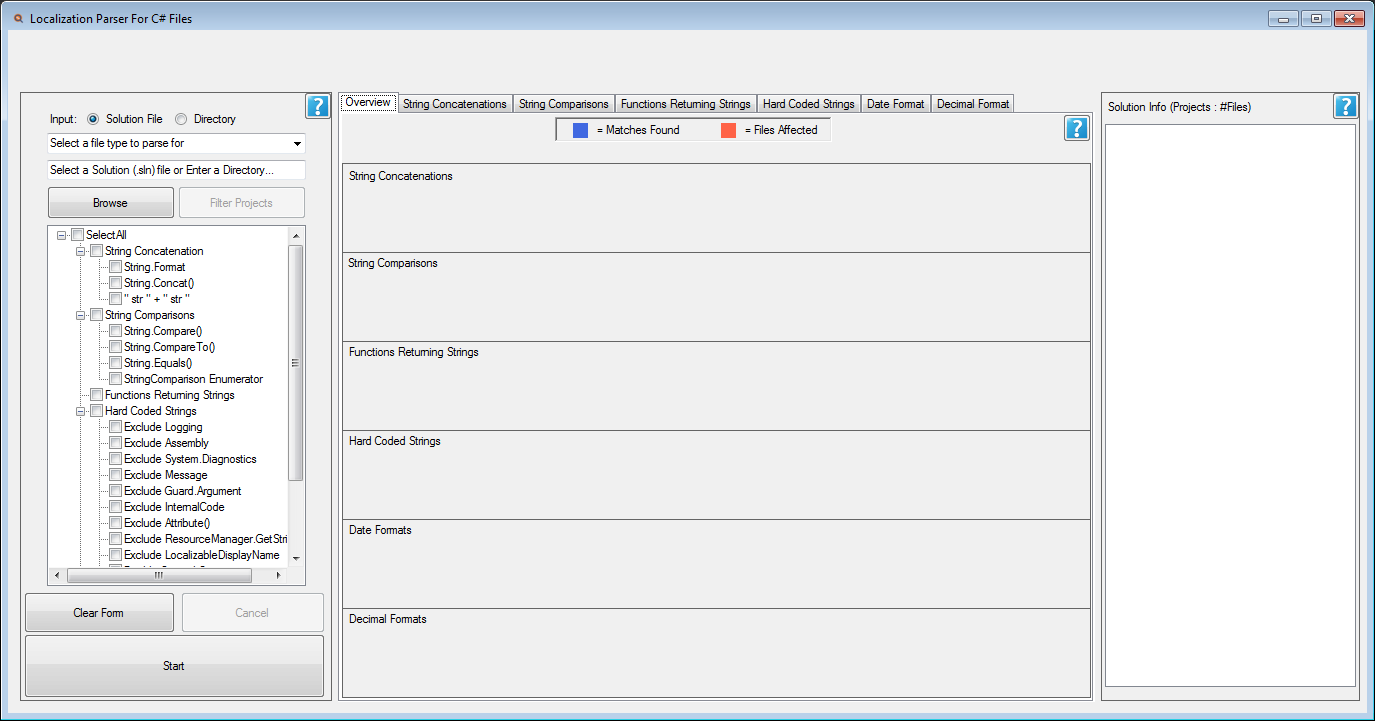 Localization Parser For C# Files
Input: Solution File Directory
Select a file type to parse for
Select a Solution (.sln) file or Enter a Directory...
Browse Filter Projects
SelectAll
String Concatenation
String.Format
String.Concat()
" str " + " str "
String Comparisons
String.Compare()
String.CompareTo()
String.Equals()
StringComparison Enumerator
Functions Returning Strings
Hard Coded Strings
Exclude Logging
Exclude Assembly
Exclude System.Diagnostics
Exclude Message
Exclude Guard.Argument
Exclude InternalCode
Exclude Attribute()
Exclude ResourceManager.GetStri
Exclude LocalizableDisplayName
Clear Form Cancel
Start
?
Overview String Concatenations String Comparisons Functions Returning Strings Hard Coded Strings Date Format Decimal Format
= Matches Found = Files Affected
?
String Concatenations
String Comparisons
Functions Returning Strings
Hard Coded Strings
Date Formats
Decimal Formats
Solution Info (Projects : #Files)
?